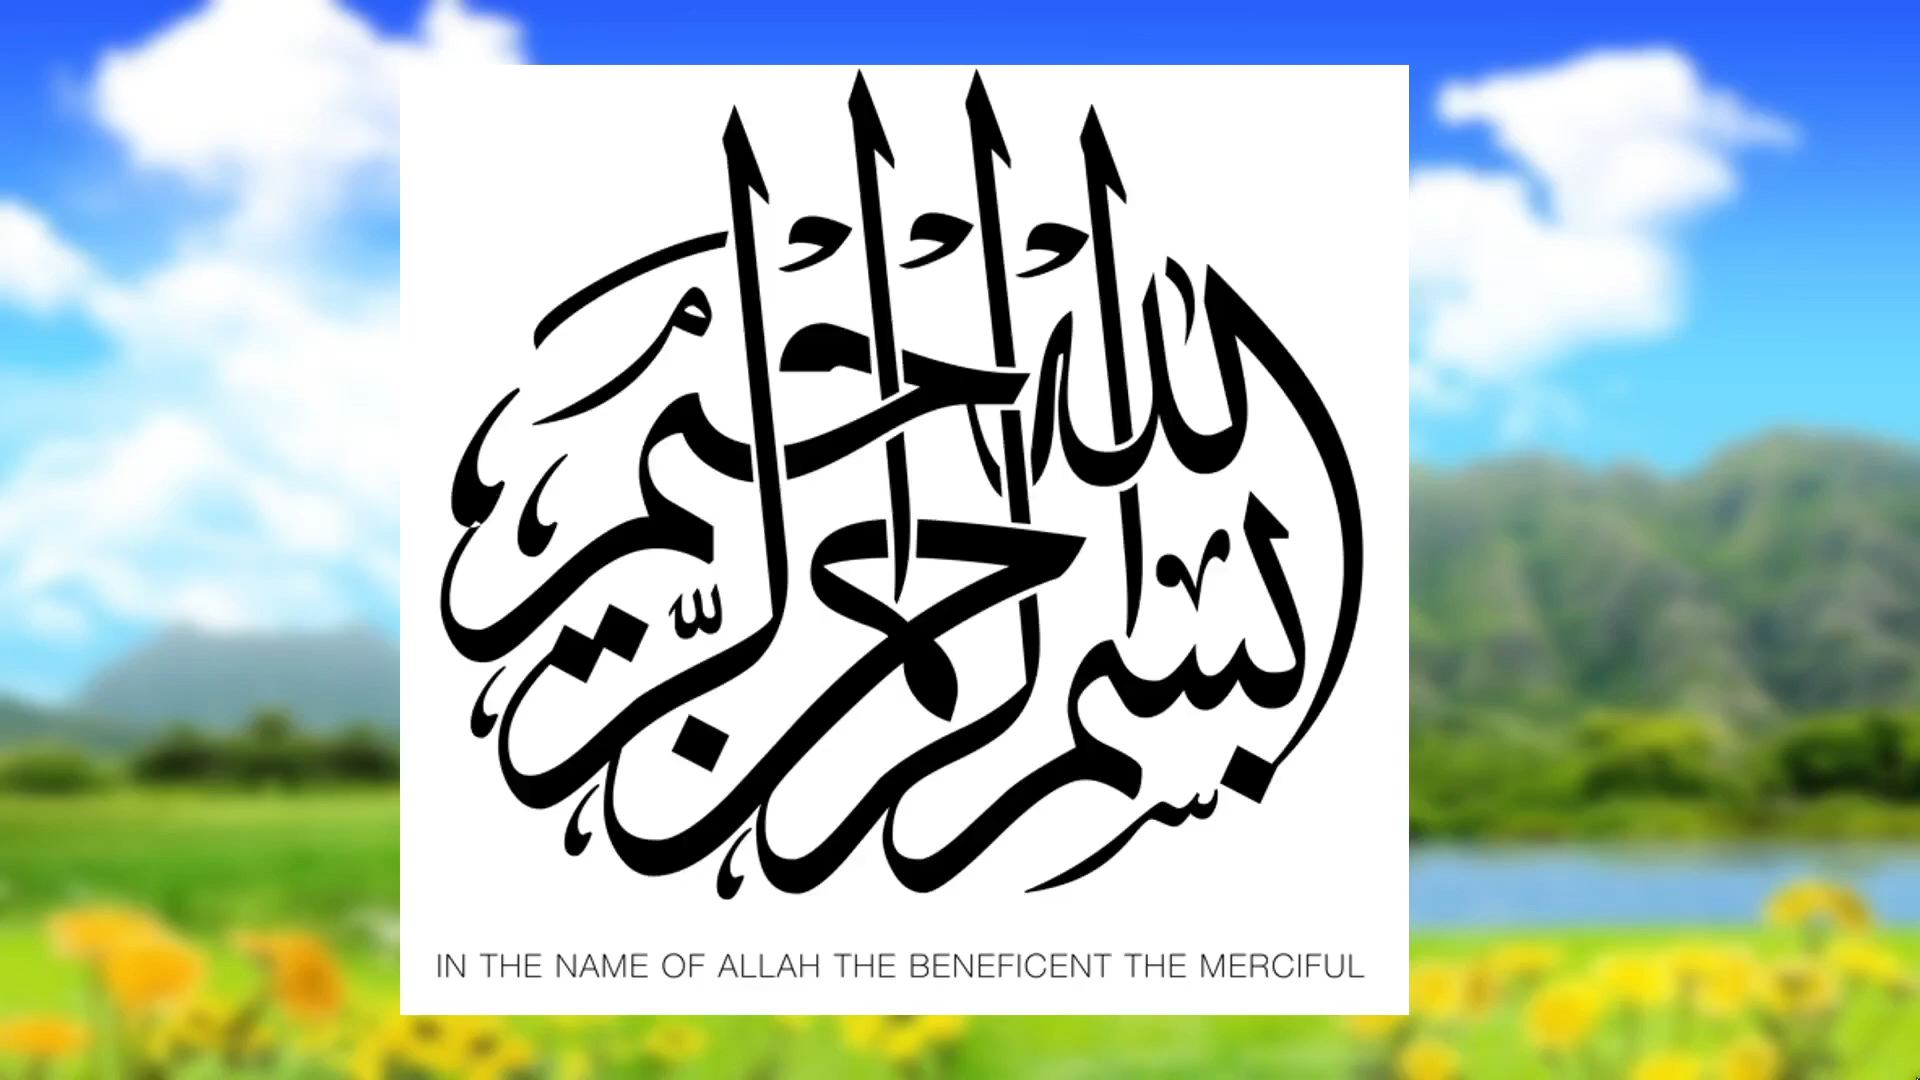 بسم الله الرحمن الرحيم
IN THE NAME OF ALLAH THE BENEFICENT THE MERCIFUL